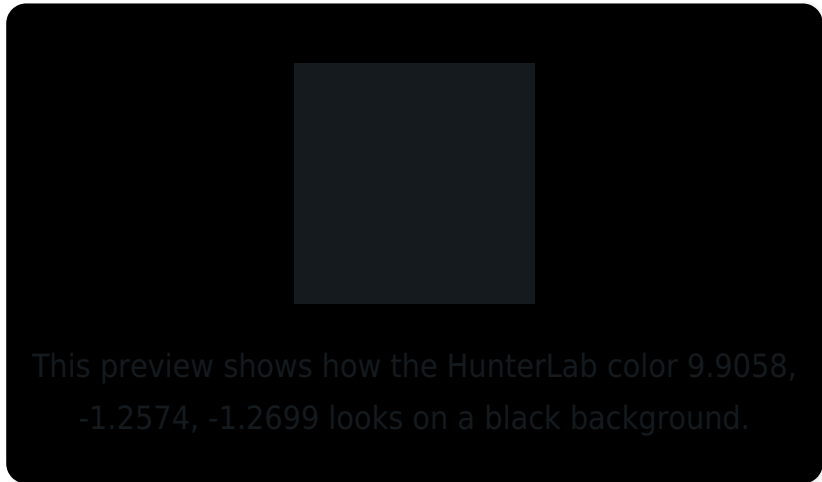 This preview shows how the HunterLab color 9.9058,
-1.2574, -1.2699 looks on a black background.